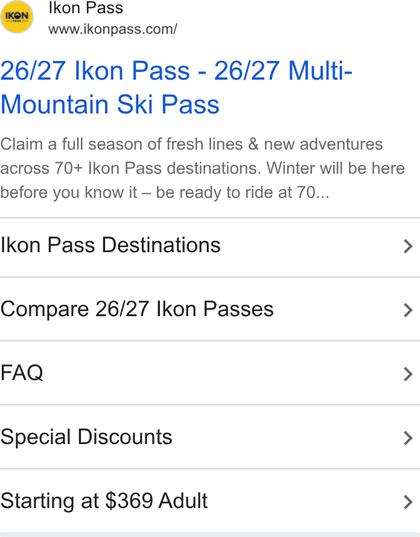 IKON
PASS
Ikon Pass
www.ikonpass.com/
26/27 Ikon Pass - 26/27 Multi-
Mountain Ski Pass
Claim a full season of fresh lines & new adventures
across 70+ Ikon Pass destinations. Winter will be here
before you know it – be ready to ride at 70...
Ikon Pass Destinations
Compare 26/27 Ikon Passes
FAQ
Special Discounts
Starting at $369 Adult